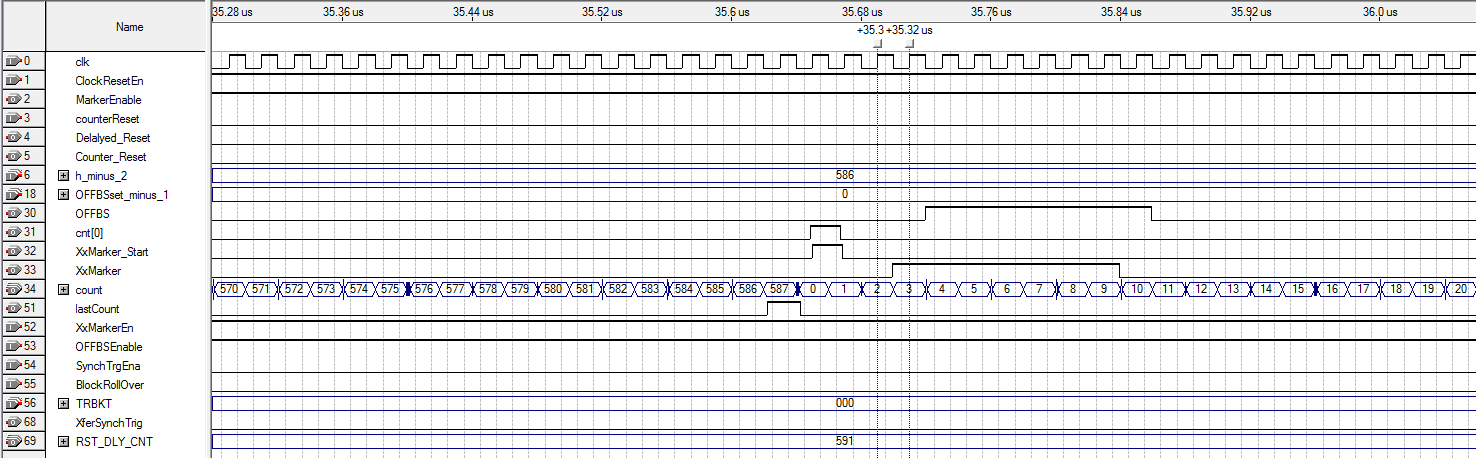 35.28 us 35.36 us 35.44 us 35.52 us 35.6 us 35.68 us 35.76 us 35.84 us 35.92 us 36.0 us
Name
+35.3 +35.32 us
0 clk
1 ClockResetEn
2 MarkerEnable
3 counterReset
4 Delalyed_Reset
5 Counter_Reset
6 h_minus_2 586
18 OFFBSset_minus_1 0
30 OFFBS
31 cnt[0]
32 XxMarker_Start
33 XxMarker
34 count 570 571 572 573 574 575 576 577 578 579 580 581 582 583 584 585 586 587 0 1 2 3 4 5 6 7 8 9 10 11 12 13 14 15 16 17 18 19 20
51 lastCount
52 XxMarkerEn
53 OFFBSEnable
54 SynchTrgEna
55 BlockRollOver
56 TRBKT 000
68 XferSynchTrig
69 RST_DLY_CNT 591